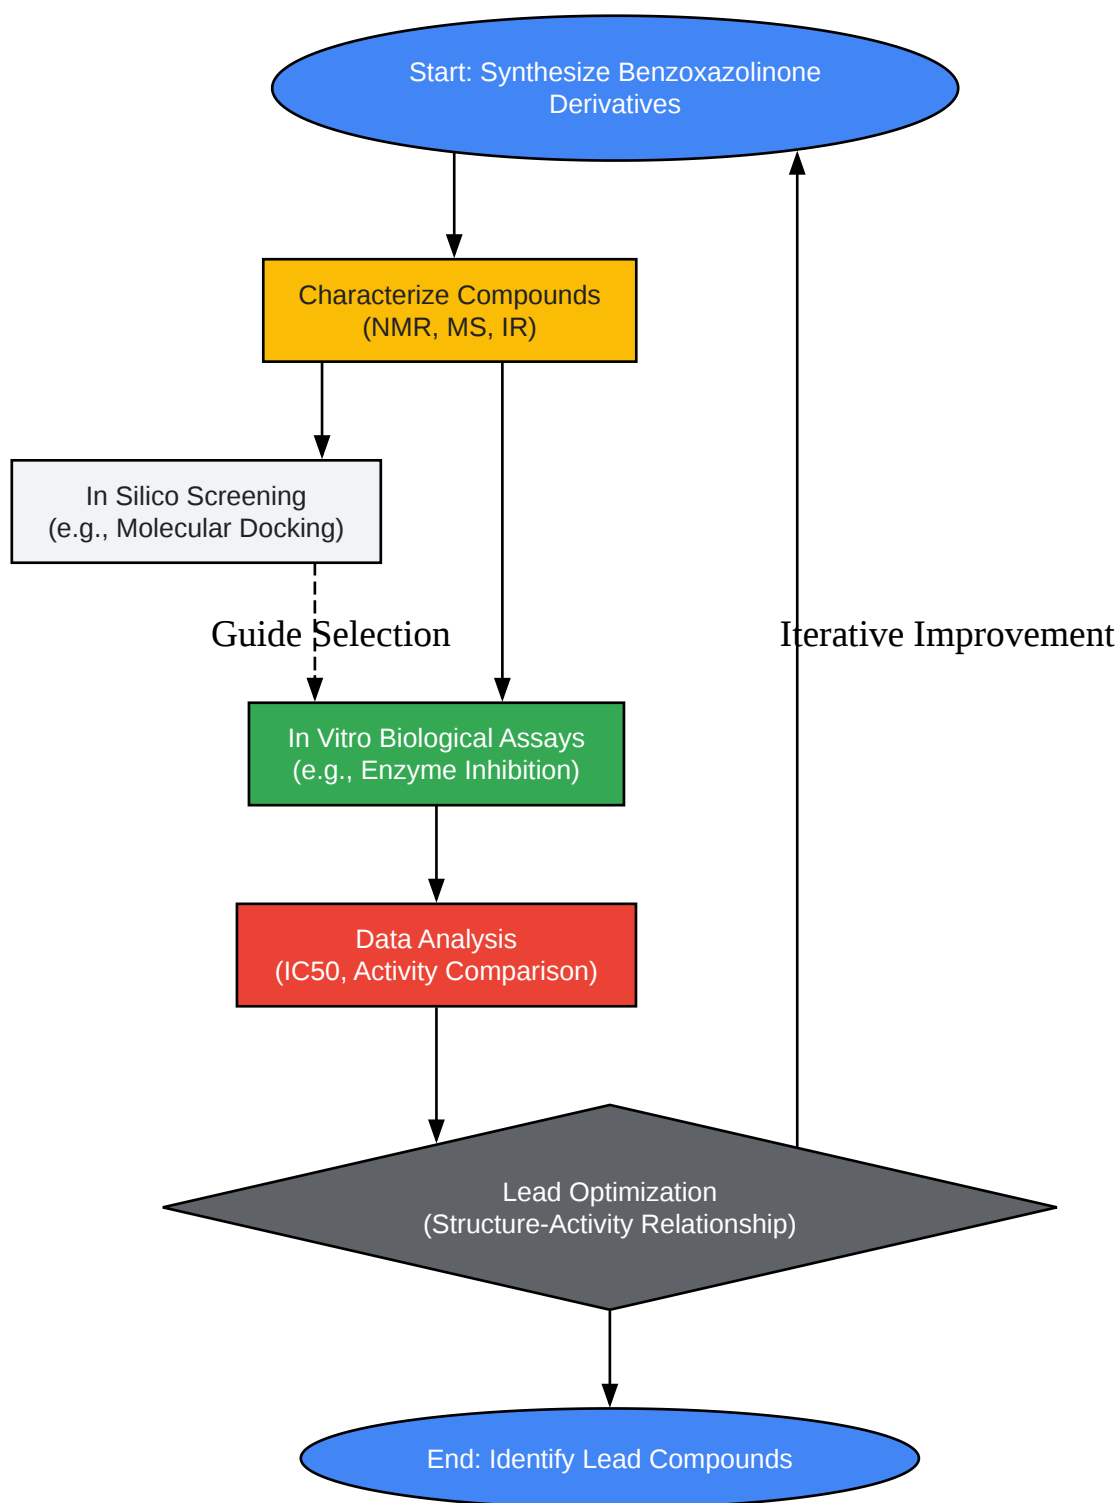 Start: Synthesize Benzoxazolinone
Derivatives
Characterize Compounds
(NMR, MS, IR)
In Silico Screening
(e.g., Molecular Docking)
Guide Selection
Iterative Improvement
In Vitro Biological Assays
(e.g., Enzyme Inhibition)
Data Analysis
(IC50, Activity Comparison)
Lead Optimization
(Structure-Activity Relationship)
End: Identify Lead Compounds